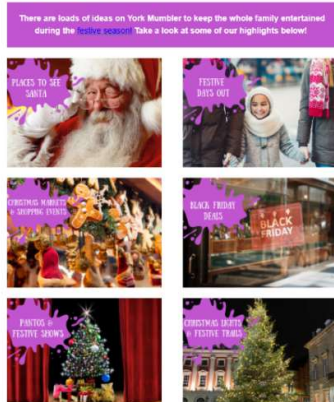 There are loads of ideas on York Mumbler to keep the whole family entertained
during the festive season! Take a look at some of our highlights below!
PLACES TO SEE
SANTA
FESTIVE
DAYS OUT
CHRISTMAS MARKETS
& SHOPPING EVENTS
BLACK FRIDAY
DEALS
BLACK
FRIDAY
PANTOS &
FESTIVE SHOWS
CHRISTMAS LIGHTS
& FESTIVE TRAILS